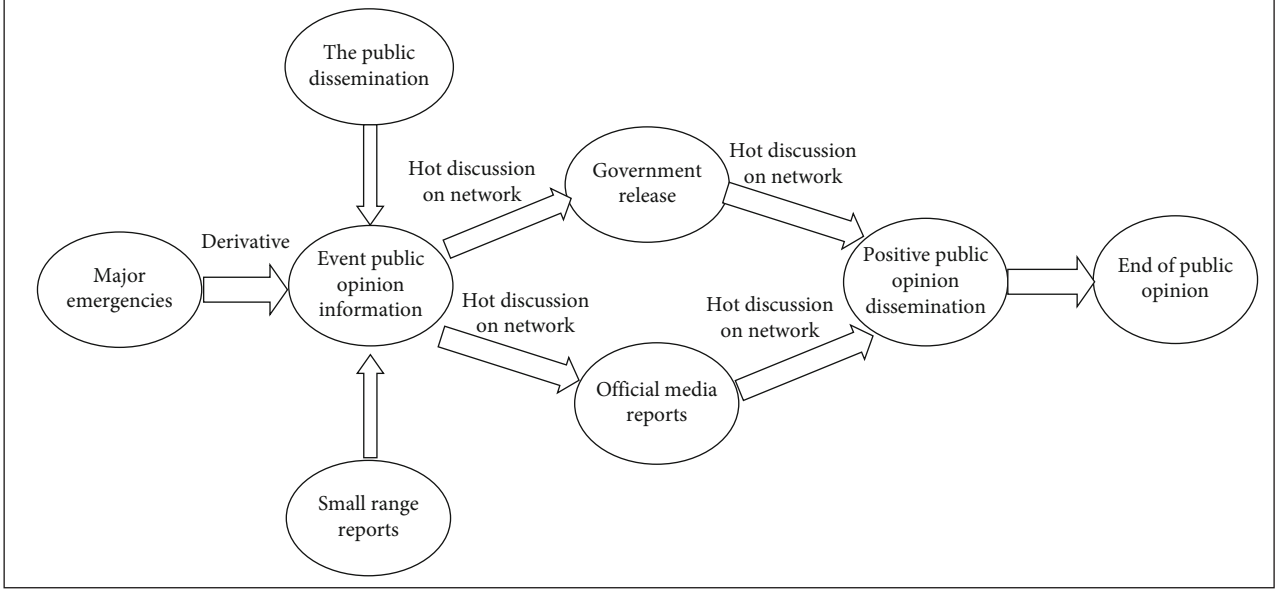 The public
dissemination
Hot discussion
on network
Government
release
Hot discussion
on network
Derivative
Major
emergencies
Event public
opinion
information
Positive public
opinion
dissemination
End of public
opinion
Hot discussion
on network
Hot discussion
on network
Official media
reports
Small range
reports